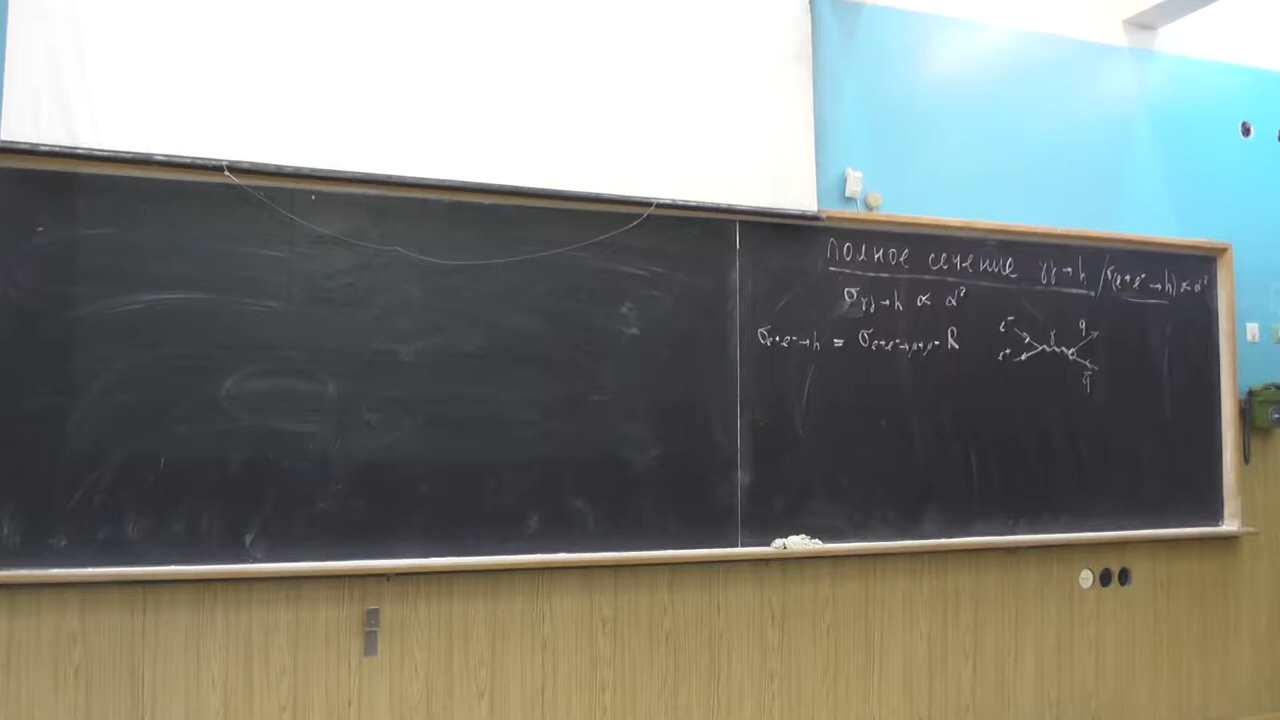 полное сечение γγ→h / σ(e+e-→h) ∝ α²
σγγ→h ∝ α²
σe+e-→h = σe+e-→μ+μ- R
e- γ q
e+ q̄